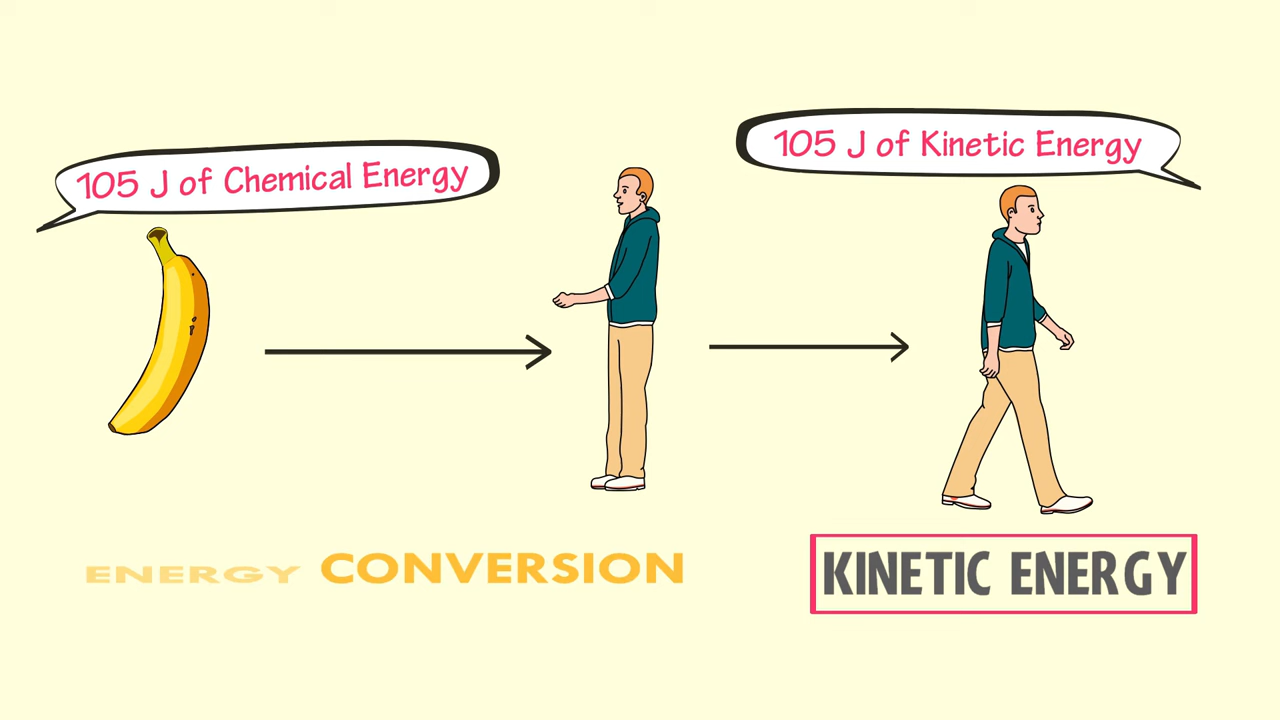 105 J of Chemical Energy
105 J of Kinetic Energy
ENERGY CONVERSION
KINETIC ENERGY